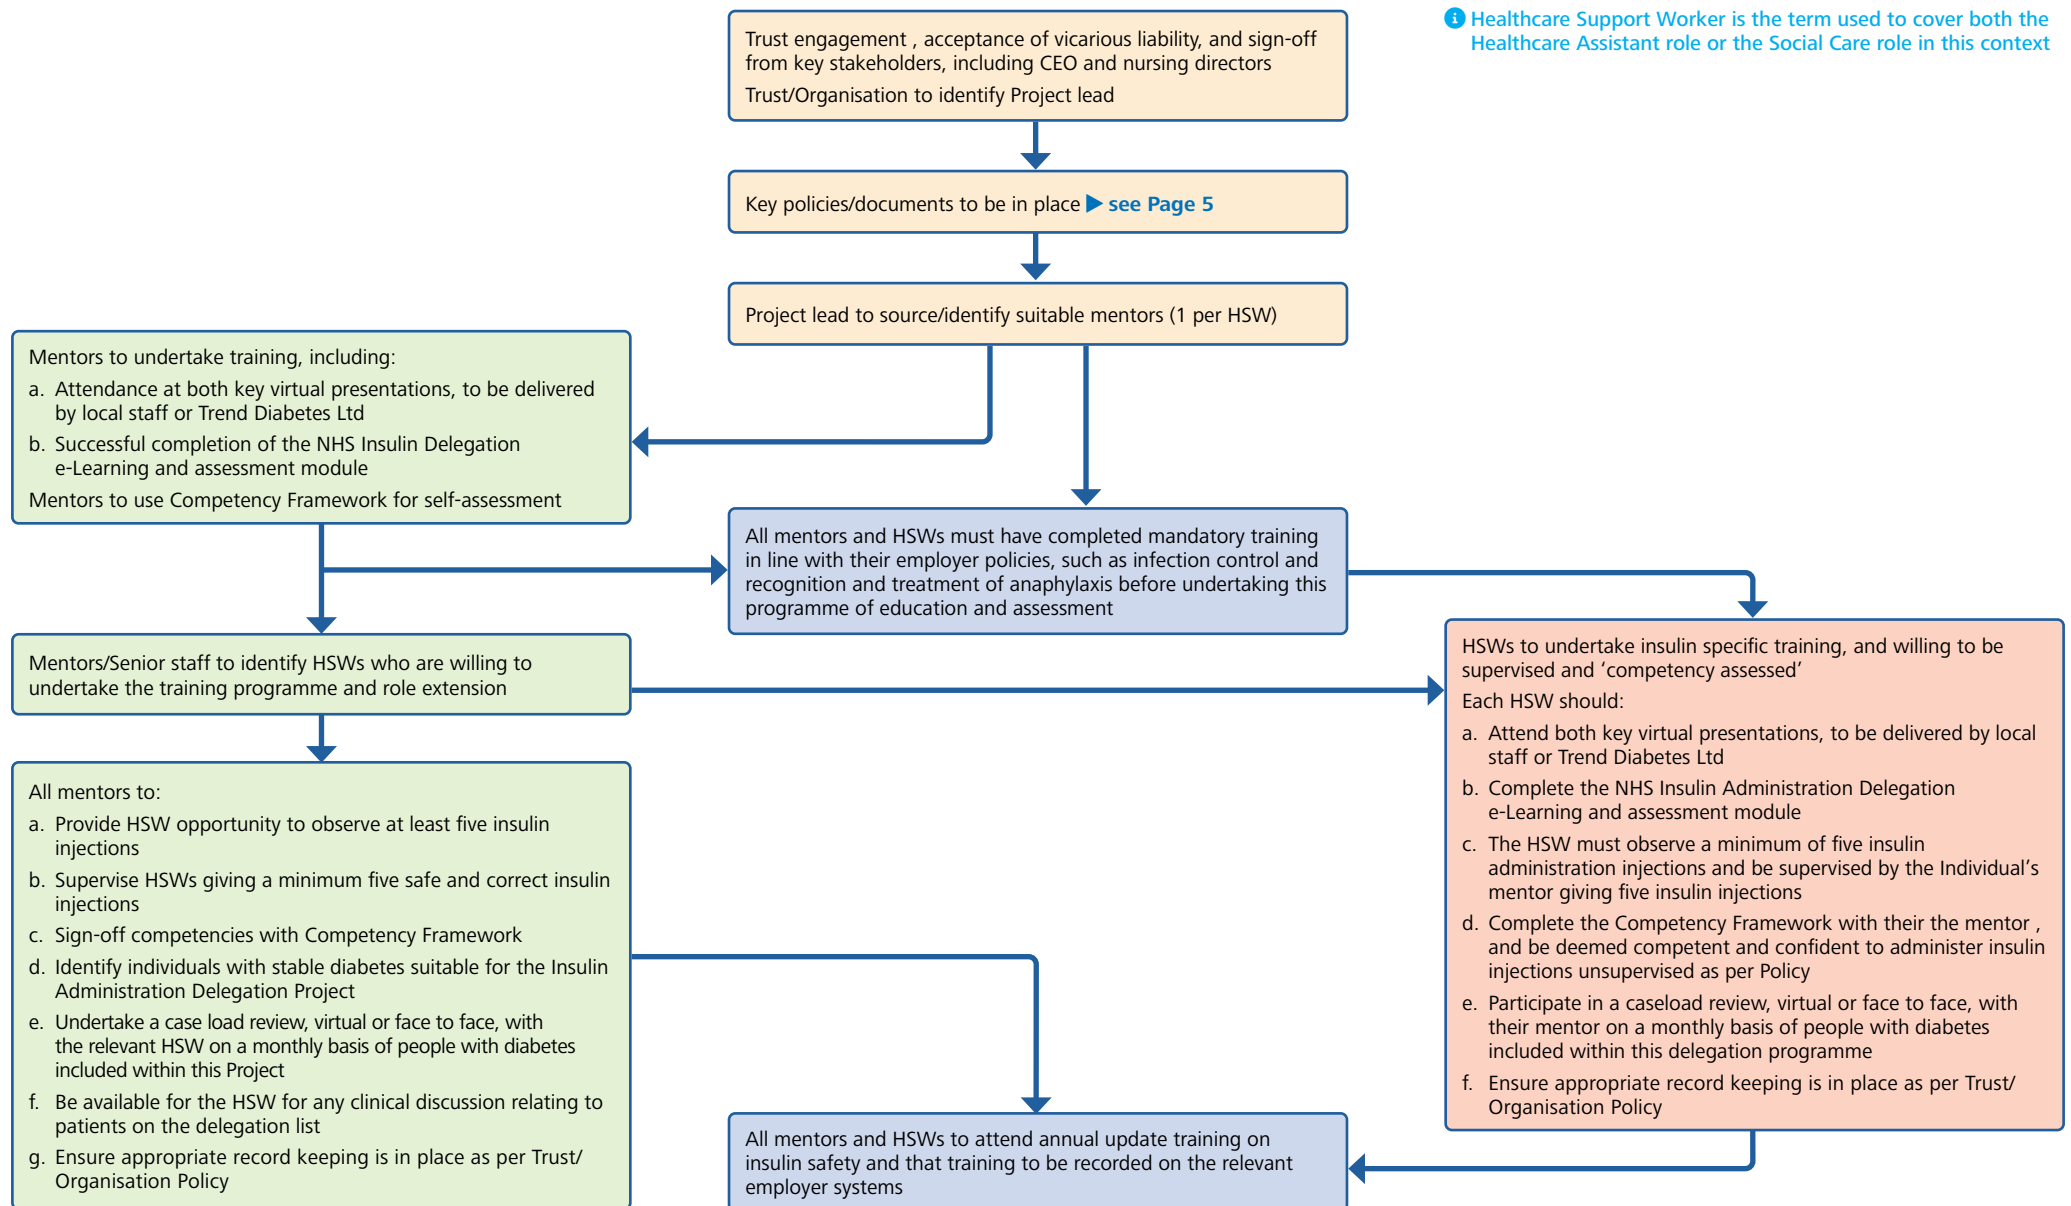 Healthcare Support Worker is the term used to cover both the
Healthcare Assistant role or the Social Care role in this context
Trust engagement , acceptance of vicarious liability, and sign-off
from key stakeholders, including CEO and nursing directors
Trust/Organisation to identify Project lead
Key policies/documents to be in place ▶ see Page 5
Project lead to source/identify suitable mentors (1 per HSW)
Mentors to undertake training, including:
a. Attendance at both key virtual presentations, to be delivered
by local staff or Trend Diabetes Ltd
b. Successful completion of the NHS Insulin Delegation
e-Learning and assessment module
Mentors to use Competency Framework for self-assessment
All mentors and HSWs must have completed mandatory training
in line with their employer policies, such as infection control and
recognition and treatment of anaphylaxis before undertaking this
programme of education and assessment
Mentors/Senior staff to identify HSWs who are willing to
undertake the training programme and role extension
HSWs to undertake insulin specific training, and willing to be
supervised and ‘competency assessed’
Each HSW should:
a. Attend both key virtual presentations, to be delivered by local
staff or Trend Diabetes Ltd
b. Complete the NHS Insulin Administration Delegation
e-Learning and assessment module
c. The HSW must observe a minimum of five insulin
administration injections and be supervised by the Individual’s
mentor giving five insulin injections
d. Complete the Competency Framework with their the mentor ,
and be deemed competent and confident to administer insulin
injections unsupervised as per Policy
e. Participate in a caseload review, virtual or face to face, with
their mentor on a monthly basis of people with diabetes
included within this delegation programme
f. Ensure appropriate record keeping is in place as per Trust/
Organisation Policy
All mentors to:
a. Provide HSW opportunity to observe at least five insulin
injections
b. Supervise HSWs giving a minimum five safe and correct insulin
injections
c. Sign-off competencies with Competency Framework
d. Identify individuals with stable diabetes suitable for the Insulin
Administration Delegation Project
e. Undertake a case load review, virtual or face to face, with
the relevant HSW on a monthly basis of people with diabetes
included within this Project
f. Be available for the HSW for any clinical discussion relating to
patients on the delegation list
g. Ensure appropriate record keeping is in place as per Trust/
Organisation Policy
All mentors and HSWs to attend annual update training on
insulin safety and that training to be recorded on the relevant
employer systems